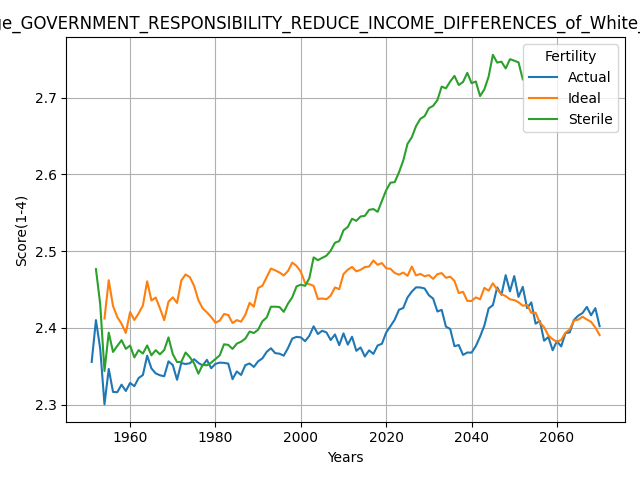 ge_GOVERNMENT_RESPONSIBILITY_REDUCE_INCOME_DIFFERENCES_of_White_
Fertility
Actual
Ideal
Sterile
Score(1-4)
2.7
2.6
2.5
2.4
2.3
1960
1980
2000
2020
2040
2060
Years